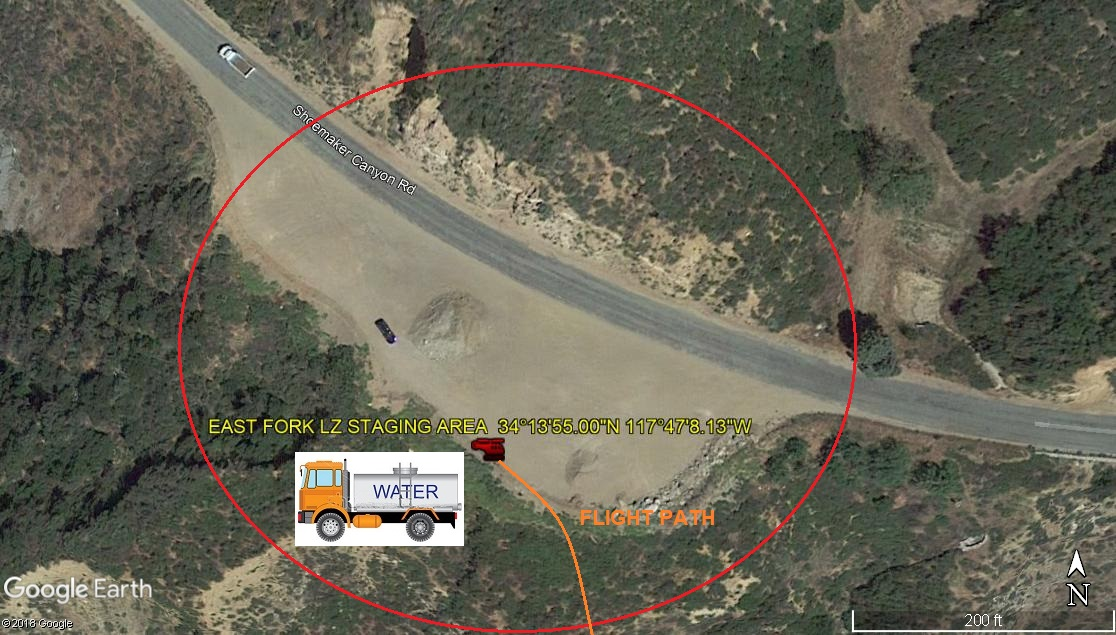 Shoemaker Canyon Rd
EAST FORK LZ STAGING AREA 34°13'55.00"N 117°47'8.13"W
WATER
FLIGHT PATH
Google Earth
N
©2018 Google
200 ft